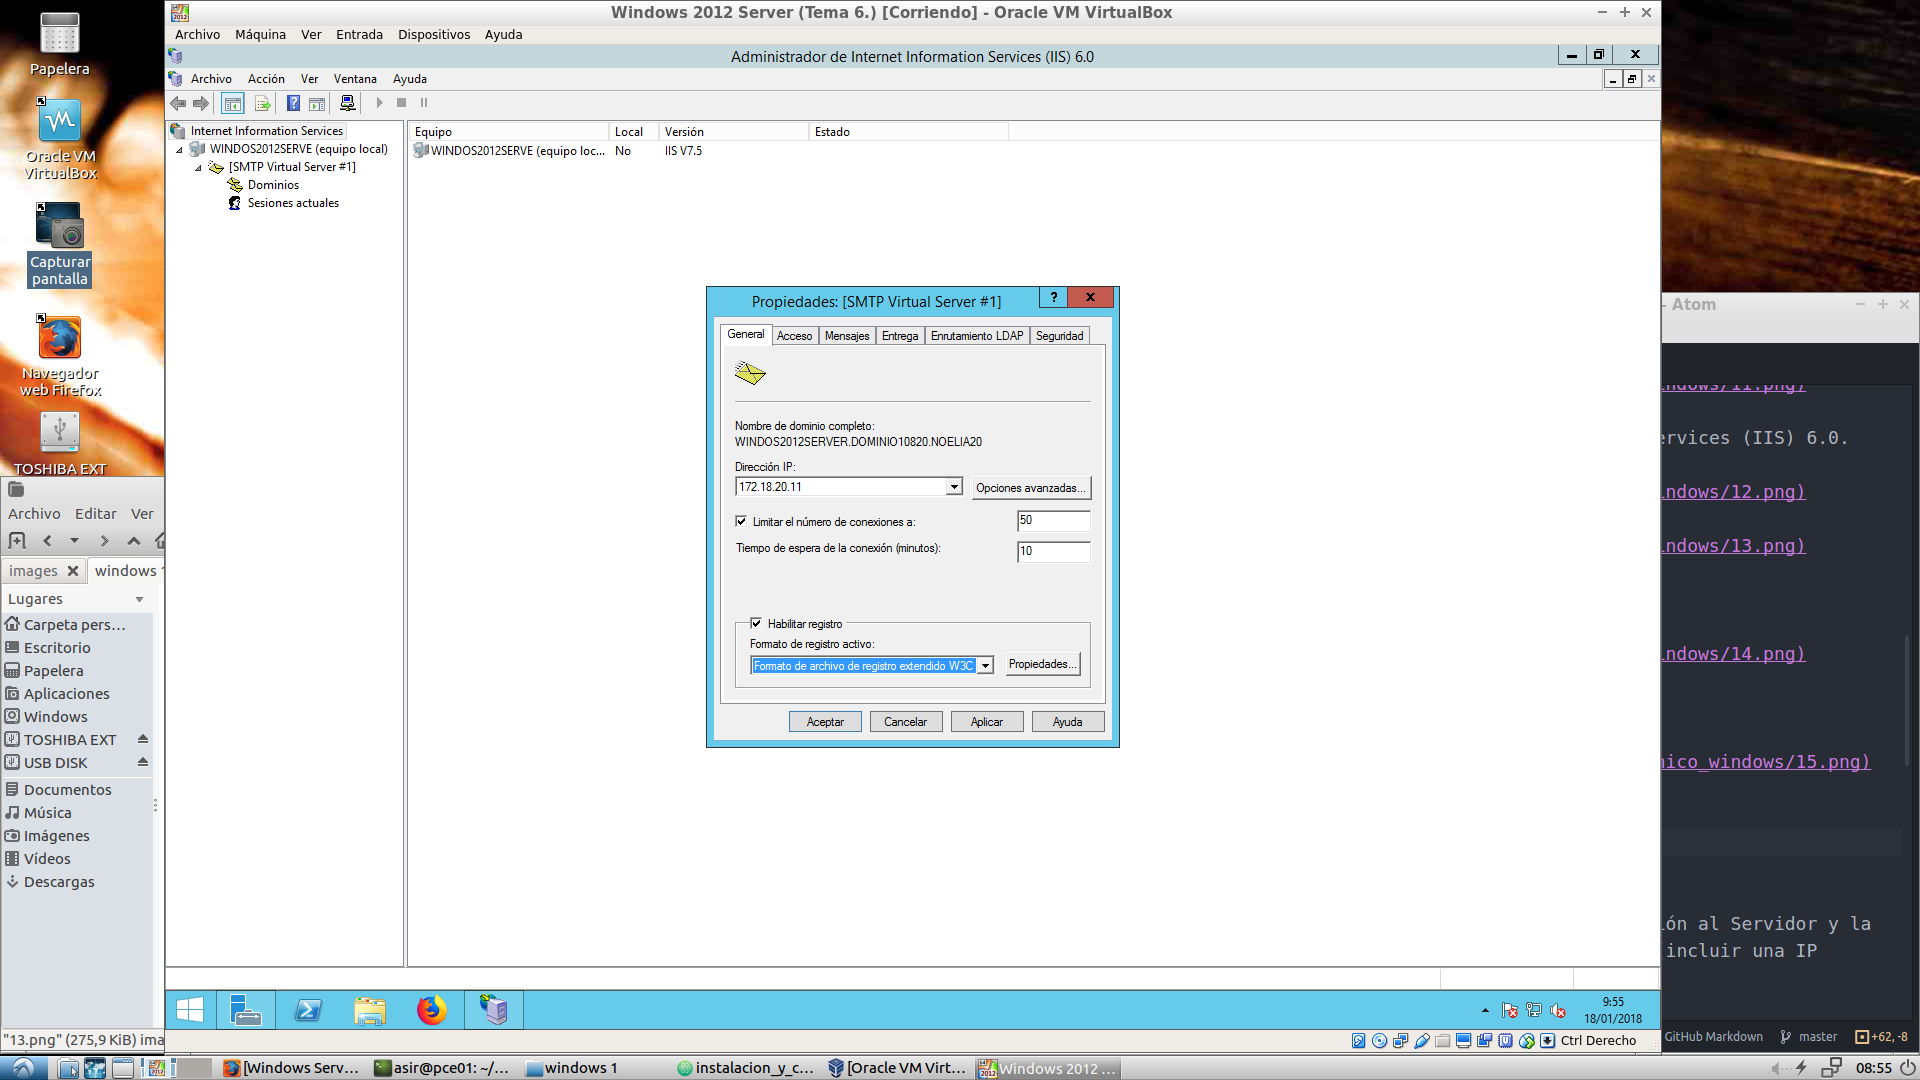 Windows 2012 Server (Tema 6.) [Corriendo] - Oracle VM VirtualBox
Archivo Máquina Ver Entrada Dispositivos Ayuda
Administrador de Internet Information Services (IIS) 6.0
Archivo Acción Ver Ventana Ayuda
Internet Information Services
WINDOS2012SERVE (equipo local)
[SMTP Virtual Server #1]
Dominios
Sesiones actuales
Equipo Local Versión Estado
WINDOS2012SERVE (equipo loc... No IIS V7.5
Propiedades: [SMTP Virtual Server #1]
General Acceso Mensajes Entrega Enrutamiento LDAP Seguridad
Nombre de dominio completo:
WINDOS2012SERVER.DOMINIO10820.NOELIA20
Dirección IP:
172.18.20.11 Opciones avanzadas...
Limitar el número de conexiones a: 50
Tiempo de espera de la conexión (minutos): 10
Habilitar registro
Formato de registro activo:
Formato de archivo de registro extendido W3C Propiedades...
Aceptar Cancelar Aplicar Ayuda
9:55
18/01/2018
Ctrl Derecho
Papelera
Oracle VM
VirtualBox
Capturar
pantalla
Navegador
web Firefox
TOSHIBA EXT
Archivo Editar Ver
images windows 1
Lugares
Carpeta pers...
Escritorio
Papelera
Aplicaciones
Windows
TOSHIBA EXT
USB DISK
Documentos
Música
Imágenes
Vídeos
Descargas
"13.png" (275,9 KiB) ima
- Atom
ndows/11.png)
ervices (IIS) 6.0.
ndows/12.png)
ndows/13.png)
ndows/14.png)
nico_windows/15.png)
ión al Servidor y la
incluir una IP
GitHub Markdown master +62, -8
[Windows Serv... asir@pce01: ~/... windows 1 instalacion_y_c... [Oracle VM Virt... Windows 2012 ... 08:55